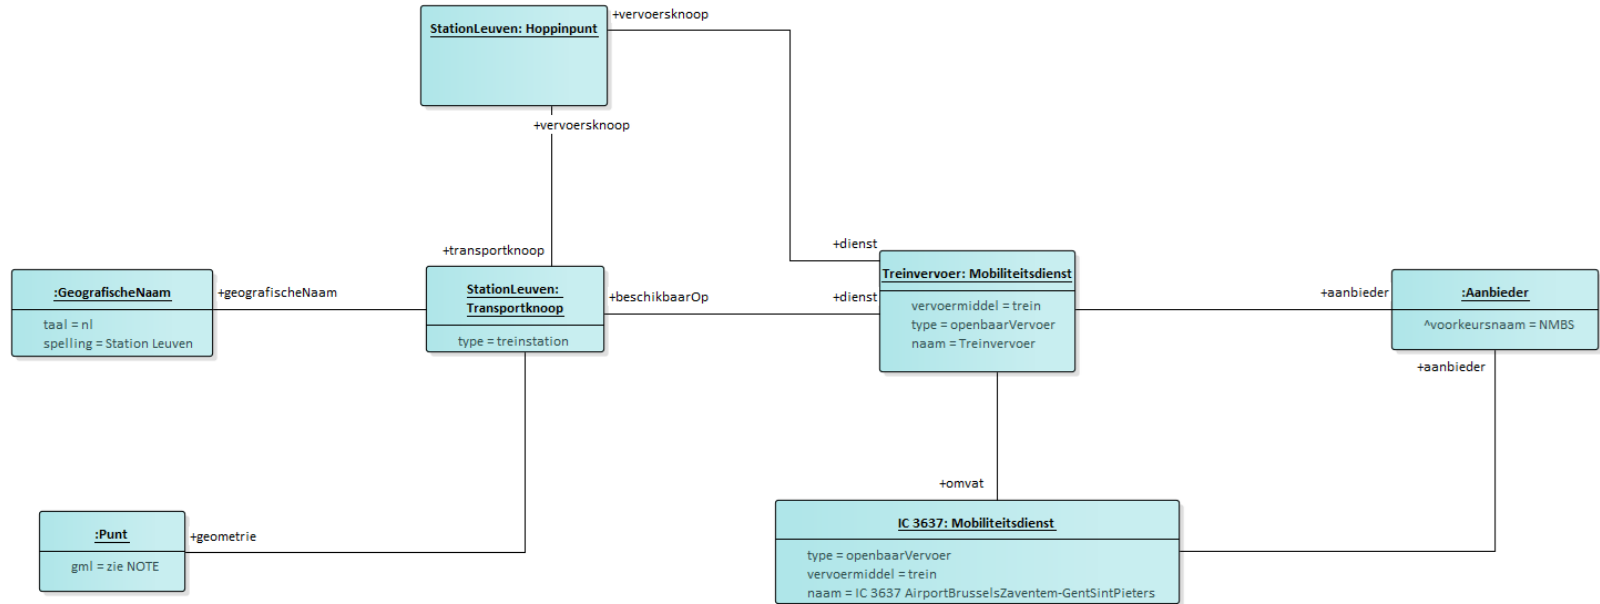 +vervoersknoop
StationLeuven: Hoppinpunt
+vervoersknoop
+transportknoop
+dienst
:GeografischeNaam
taal = nl
spelling = Station Leuven
+geografischeNaam
StationLeuven:
Transportknoop
type = treinstation
+beschikbaarOp
+dienst
Treinvervoer: Mobiliteitsdienst
vervoermiddel = trein
type = openbaarVervoer
naam = Treinvervoer
+aanbieder
:Aanbieder
^voorkeursnaam = NMBS
+aanbieder
+omvat
:Punt
gml = zie NOTE
+geometrie
IC 3637: Mobiliteitsdienst
type = openbaarVervoer
vervoermiddel = trein
naam = IC 3637 AirportBrusselsZaventem-GentSintPieters